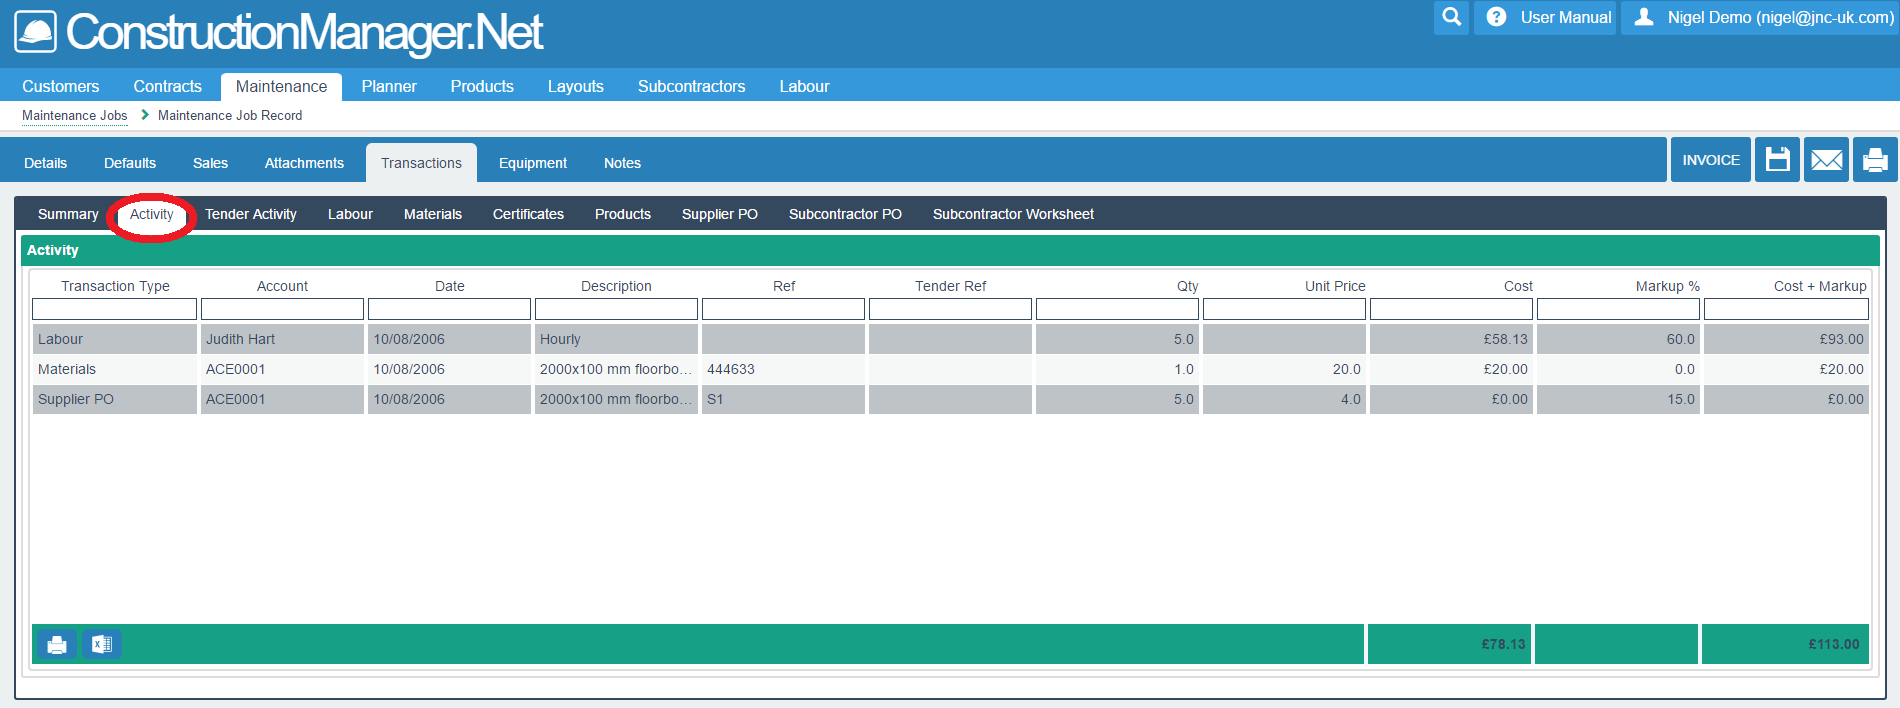 ConstructionManager.Net
User Manual
Nigel Demo (nigel@jnc-uk.com)
Customers Contracts Maintenance Planner Products Layouts Subcontractors Labour
Maintenance Jobs Maintenance Job Record
Details Defaults Sales Attachments Transactions Equipment Notes INVOICE
Summary Activity Tender Activity Labour Materials Certificates Products Supplier PO Subcontractor PO Subcontractor Worksheet
Activity
Transaction Type Account Date Description Ref Tender Ref Qty Unit Price Cost Markup % Cost + Markup
Labour Judith Hart 10/08/2006 Hourly 5.0 £58.13 60.0 £93.00
Materials ACE0001 10/08/2006 2000x100 mm floorbo... 444633 1.0 20.0 £20.00 0.0 £20.00
Supplier PO ACE0001 10/08/2006 2000x100 mm floorbo... S1 5.0 4.0 £0.00 15.0 £0.00
£78.13 £113.00